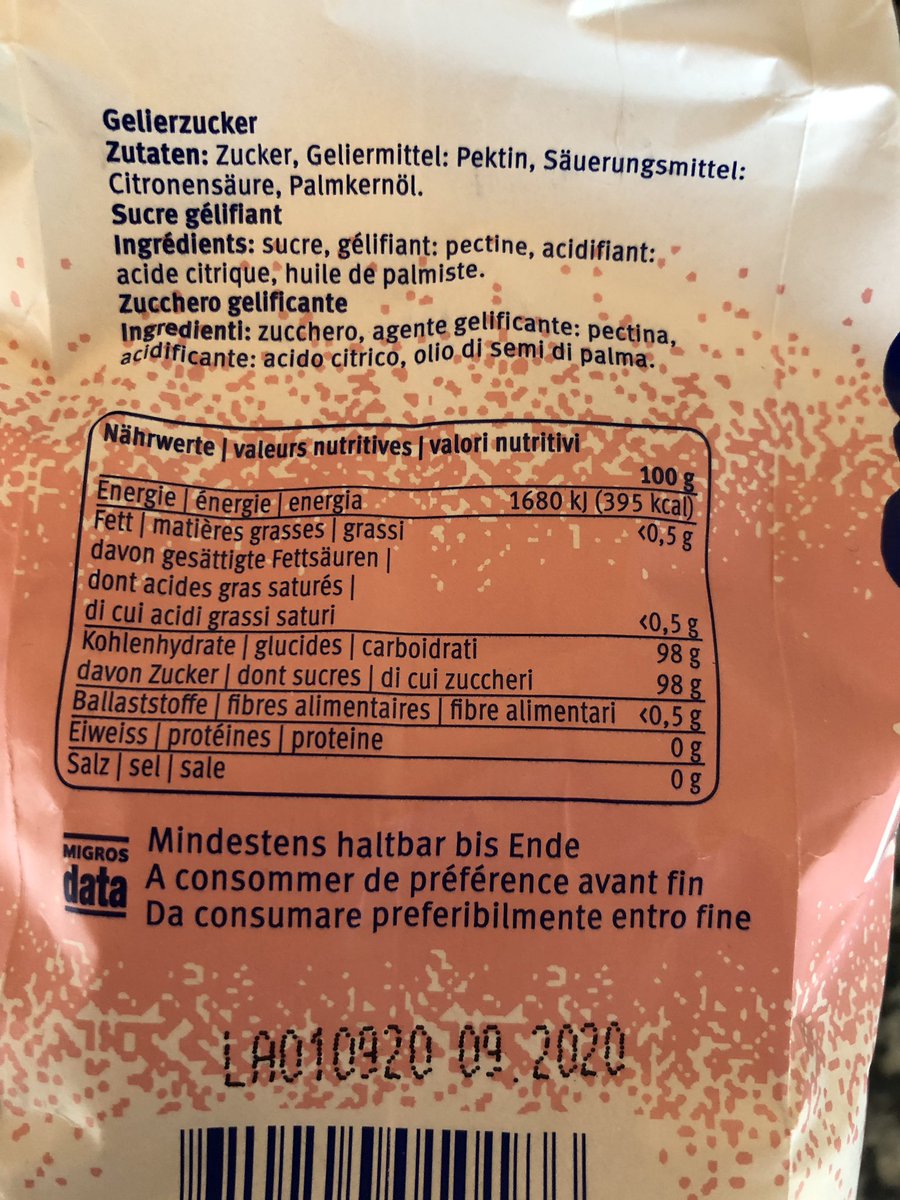 Gelierzucker
Zutaten: Zucker, Geliermittel: Pektin, Säuerungsmittel:
Citronensäure, Palmkernöl.
Sucre gélifiant
Ingrédients: sucre, gélifiant: pectine, acidifiant:
acide citrique, huile de palmiste.
Zucchero gelificante
Ingredienti: zucchero, agente gelificante: pectina,
acidificante: acido citrico, olio di semi di palma.
Nährwerte | valeurs nutritives | valori nutritivi
100 g
Energie | énergie | energia 1680 kJ (395 kcal)
Fett | matières grasses | grassi <0,5 g
davon gesättigte Fettsäuren |
dont acides gras saturés |
di cui acidi grassi saturi <0,5 g
Kohlenhydrate | glucides | carboidrati 98 g
davon Zucker | dont sucres | di cui zuccheri 98 g
Ballaststoffe | fibres alimentaires | fibre alimentari <0,5 g
Eiweiss | protéines | proteine 0 g
Salz | sel | sale 0 g
MIGROS data
Mindestens haltbar bis Ende
A consommer de préférence avant fin
Da consumare preferibilmente entro fine
LA010920 09.2020